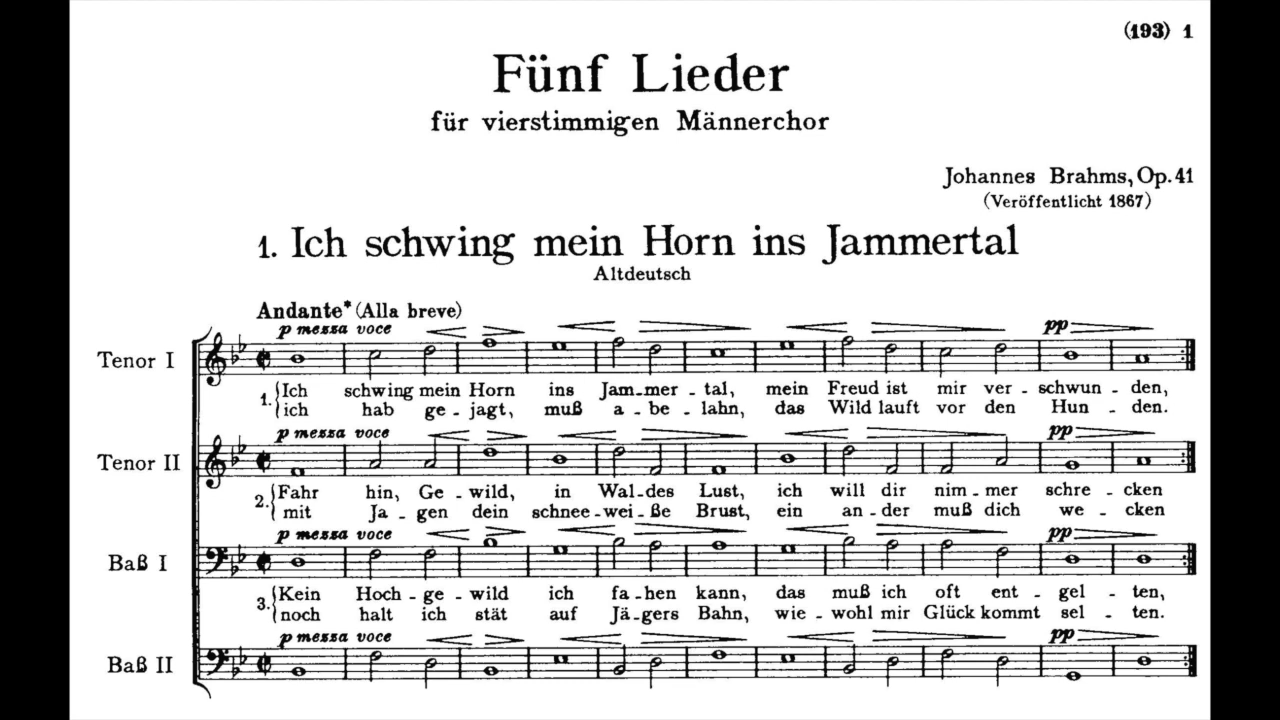 (193) 1
Fünf Lieder
für vierstimmigen Männerchor
Johannes Brahms, Op. 41
(Veröffentlicht 1867)
1. Ich schwing mein Horn ins Jammertal
Altdeutsch
Andante* (Alla breve)
p mezza voce
pp
Tenor I
1. {Ich schwing mein Horn ins Jam-mer-tal, mein Freud ist mir ver-schwun-den,
ich hab ge-jagt, muß a-be-lahn, das Wild lauft vor den Hun-den.
p mezza voce
pp
Tenor II
2. {Fahr hin, Ge-wild, in Wal-des Lust, ich will dir nim-mer schre-cken
mit Ja-gen dein schnee-wei-ße Brust, ein an-der muß dich we-cken
p mezza voce
pp
Baß I
3. {Kein Hoch-ge-wild ich fa-hen kann, das muß ich oft ent-gel-ten,
noch halt ich stät auf Jä-gers Bahn, wie-wohl mir Glück kommt sel-ten.
p mezza voce
pp
Baß II